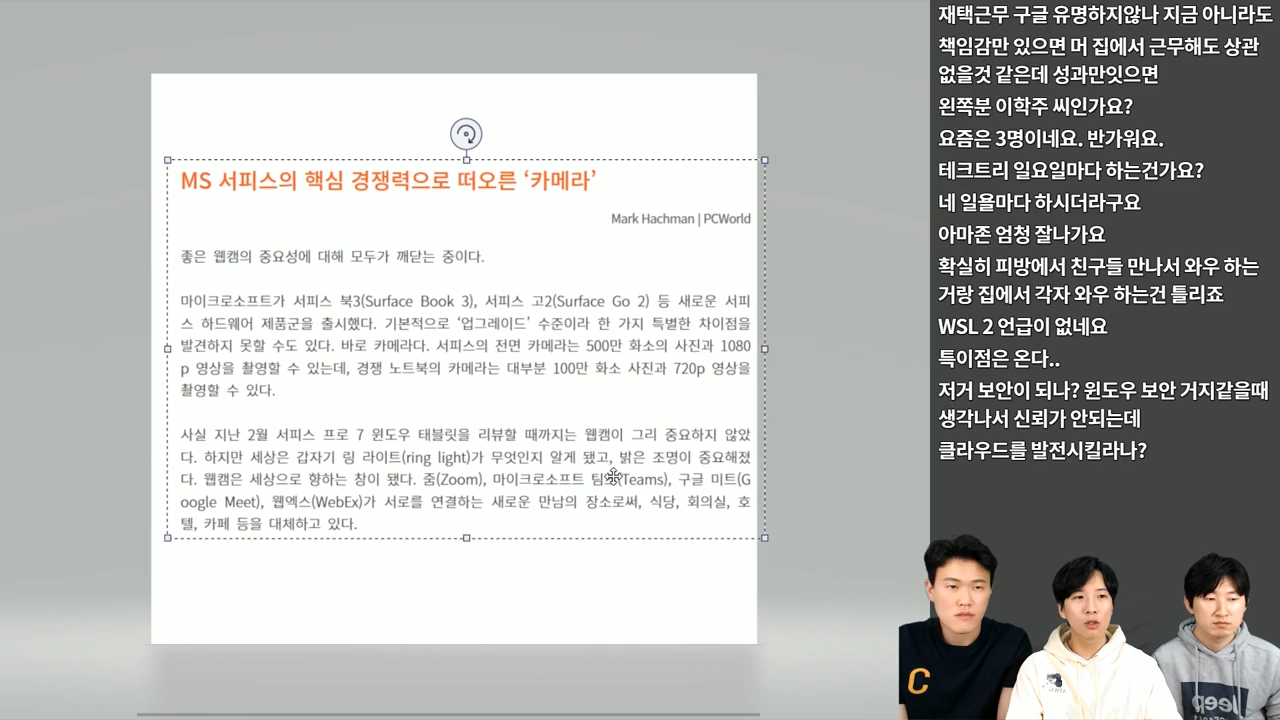 MS 서피스의 핵심 경쟁력으로 떠오른 ‘카메라’
Mark Hachman | PCWorld
좋은 웹캠의 중요성에 대해 모두가 깨닫는 중이다.
마이크로소프트가 서피스 북3(Surface Book 3), 서피스 고2(Surface Go 2) 등 새로운 서피
스 하드웨어 제품군을 출시했다. 기본적으로 ‘업그레이드’ 수준이라 한 가지 특별한 차이점을
발견하지 못할 수도 있다. 바로 카메라다. 서피스의 전면 카메라는 500만 화소의 사진과 1080
p 영상을 촬영할 수 있는데, 경쟁 노트북의 카메라는 대부분 100만 화소 사진과 720p 영상을
촬영할 수 있다.
사실 지난 2월 서피스 프로 7 윈도우 태블릿을 리뷰할 때까지는 웹캠이 그리 중요하지 않았
다. 하지만 세상은 갑자기 링 라이트(ring light)가 무엇인지 알게 됐고, 밝은 조명이 중요해졌
다. 웹캠은 세상으로 향하는 창이 됐다. 줌(Zoom), 마이크로소프트 팀즈(Teams), 구글 미트(G
oogle Meet), 웹엑스(WebEx)가 서로를 연결하는 새로운 만남의 장소로써, 식당, 회의실, 호
텔, 카페 등을 대체하고 있다.
재택근무 구글 유명하지않나 지금 아니라도
책임감만 있으면 머 집에서 근무해도 상관
없을것 같은데 성과만잇으면
왼쪽분 이학주 씨인가요?
요즘은 3명이네요. 반가워요.
테크트리 일요일마다 하는건가요?
네 일욜마다 하시더라구요
아마존 엄청 잘나가요
확실히 피방에서 친구들 만나서 와우 하는
거랑 집에서 각자 와우 하는건 틀리죠
WSL 2 언급이 없네요
특이점은 온다..
저거 보안이 되나? 윈도우 보안 거지같을때
생각나서 신뢰가 안되는데
클라우드를 발전시킬라나?
C